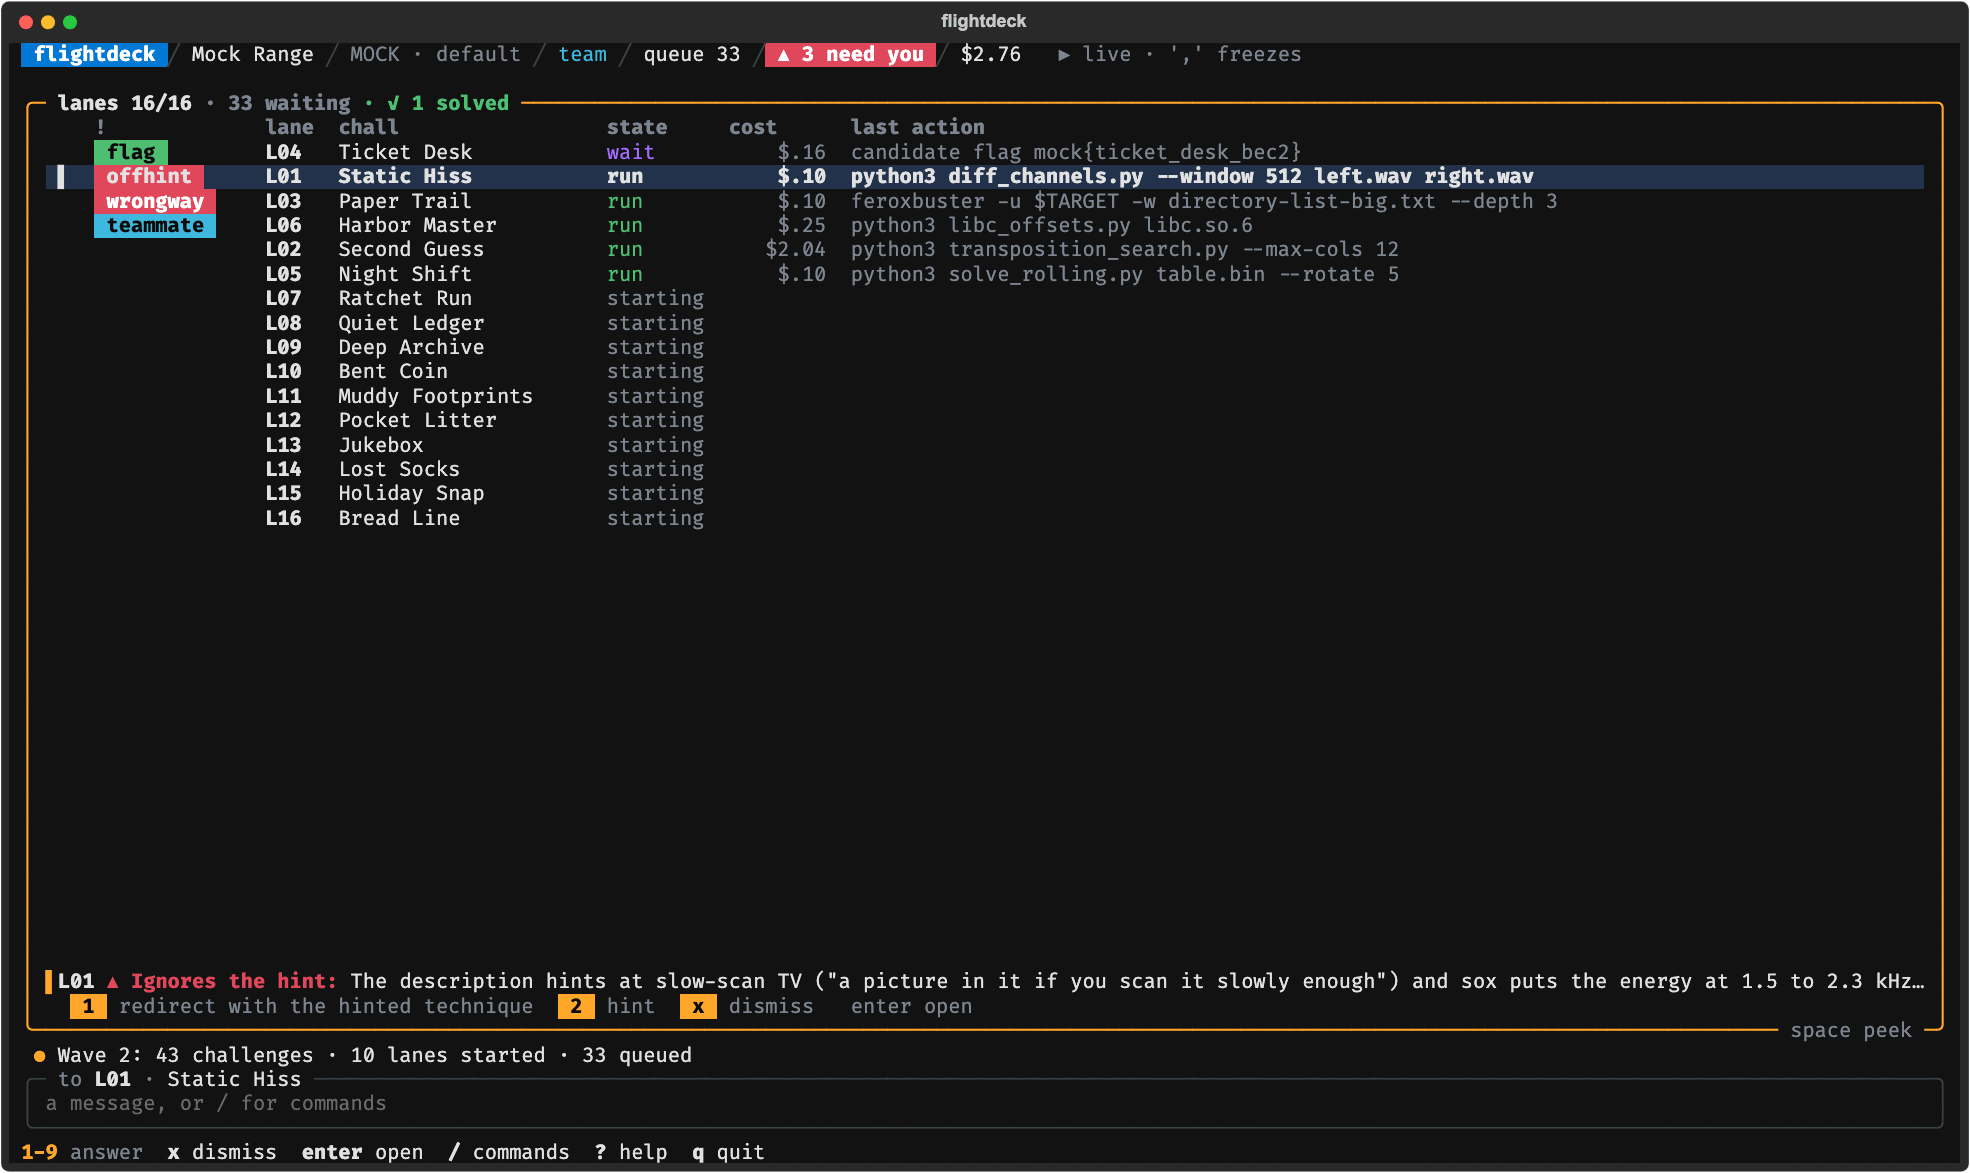 flightdeck
flightdeck / Mock Range / MOCK · default / team / queue 33 / ▲ 3 need you / $2.76 ▶ live · ',' freezes
lanes 16/16 · 33 waiting · √ 1 solved
! lane chall state cost last action
flag L04 Ticket Desk wait $.16 candidate flag mock{ticket_desk_bec2}
offhint L01 Static Hiss run $.10 python3 diff_channels.py --window 512 left.wav right.wav
wrongway L03 Paper Trail run $.10 feroxbuster -u $TARGET -w directory-list-big.txt --depth 3
teammate L06 Harbor Master run $.25 python3 libc_offsets.py libc.so.6
L02 Second Guess run $2.04 python3 transposition_search.py --max-cols 12
L05 Night Shift run $.10 python3 solve_rolling.py table.bin --rotate 5
L07 Ratchet Run starting
L08 Quiet Ledger starting
L09 Deep Archive starting
L10 Bent Coin starting
L11 Muddy Footprints starting
L12 Pocket Litter starting
L13 Jukebox starting
L14 Lost Socks starting
L15 Holiday Snap starting
L16 Bread Line starting
L01 ▲ Ignores the hint: The description hints at slow-scan TV ("a picture in it if you scan it slowly enough") and sox puts the energy at 1.5 to 2.3 kHz…
1 redirect with the hinted technique 2 hint x dismiss enter open
space peek
● Wave 2: 43 challenges · 10 lanes started · 33 queued
to L01 · Static Hiss
a message, or / for commands
1-9 answer x dismiss enter open / commands ? help q quit